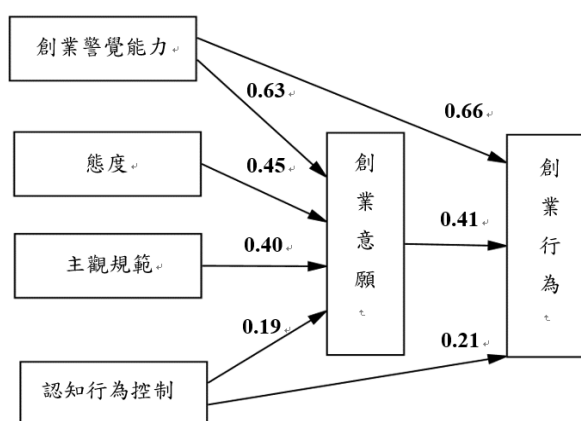 創業警覺能力
0.63
0.66
態度
0.45
創業意願
0.41
創業行為
主觀規範
0.40
0.19
0.21
認知行為控制